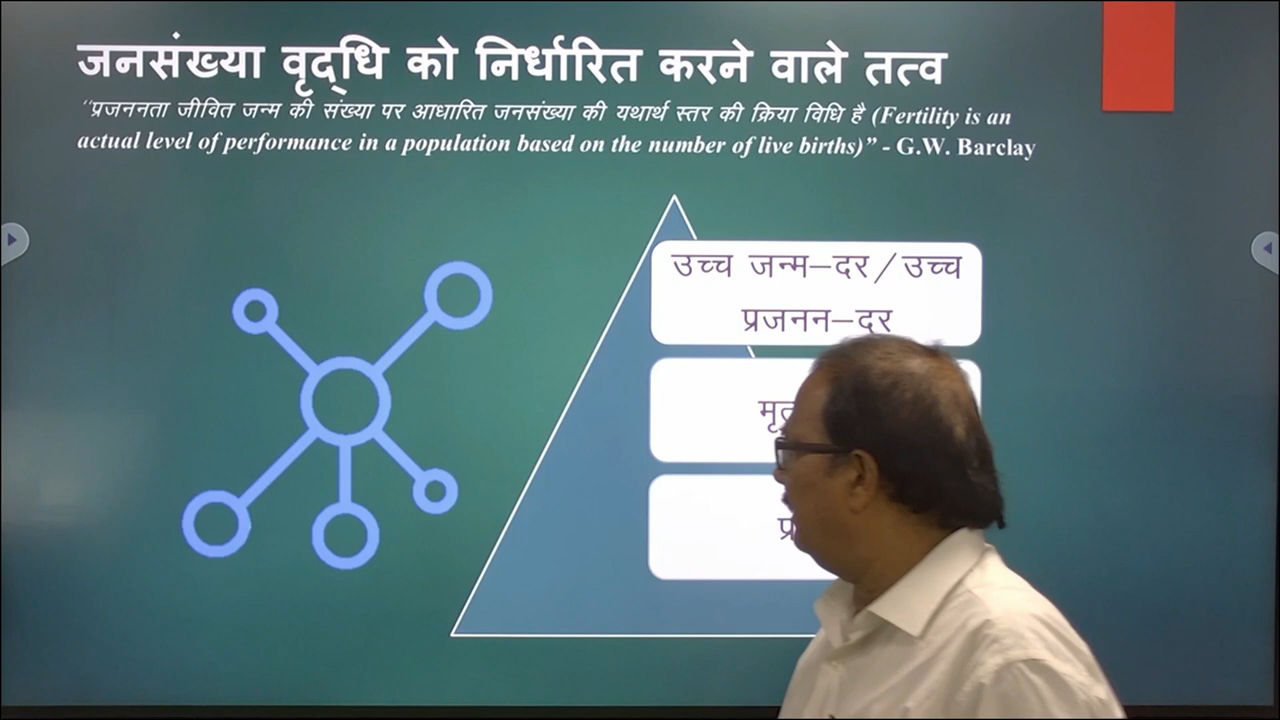 जनसंख्या वृद्धि को निर्धारित करने वाले तत्व
“प्रजननता जीवित जन्म की संख्या पर आधारित जनसंख्या की यथार्थ स्तर की क्रिया विधि है (Fertility is an
actual level of performance in a population based on the number of live births)” - G.W. Barclay
उच्च जन्म–दर/उच्च
प्रजनन–दर